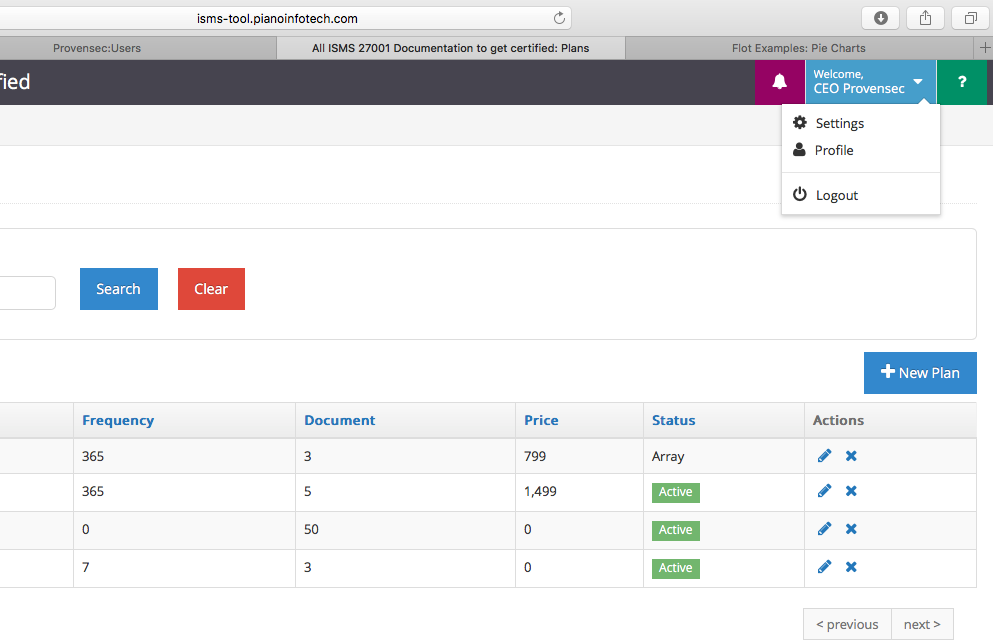 isms-tool.pianoinfotech.com
Provensec:Users
All ISMS 27001 Documentation to get certified: Plans
Flot Examples: Pie Charts
fied
Welcome,
CEO Provensec
?
Settings
Profile
Logout
Search
Clear
New Plan
Frequency Document Price Status Actions
365 3 799 Array
365 5 1,499 Active
0 50 0 Active
7 3 0 Active
< previous next >